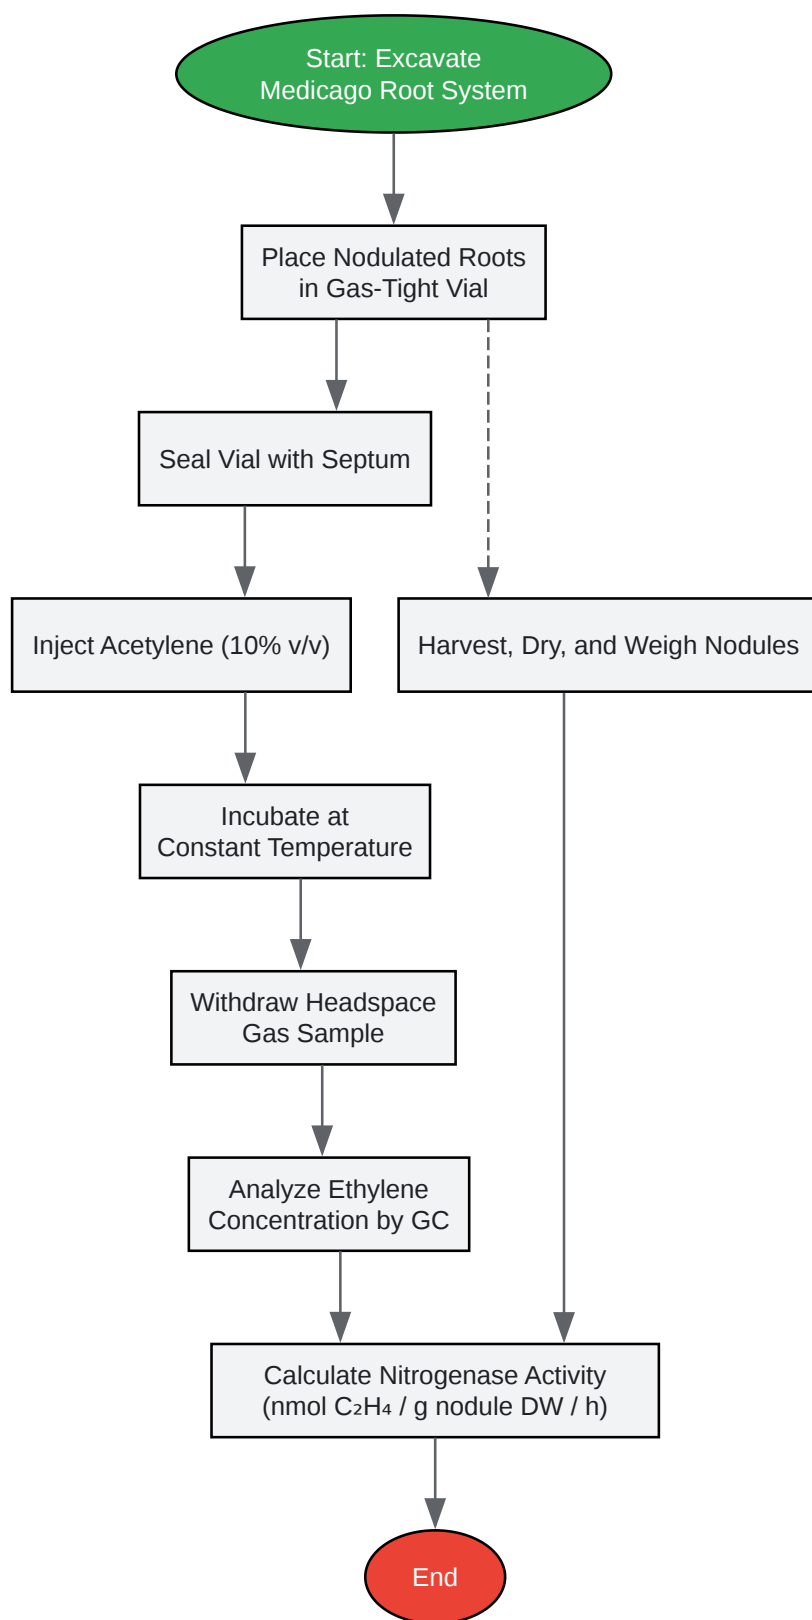 Start: Excavate
Medicago Root System
Place Nodulated Roots
in Gas-Tight Vial
Seal Vial with Septum
Inject Acetylene (10% v/v)
Harvest, Dry, and Weigh Nodules
Incubate at
Constant Temperature
Withdraw Headspace
Gas Sample
Analyze Ethylene
Concentration by GC
Calculate Nitrogenase Activity
(nmol C₂H₄ / g nodule DW / h)
End